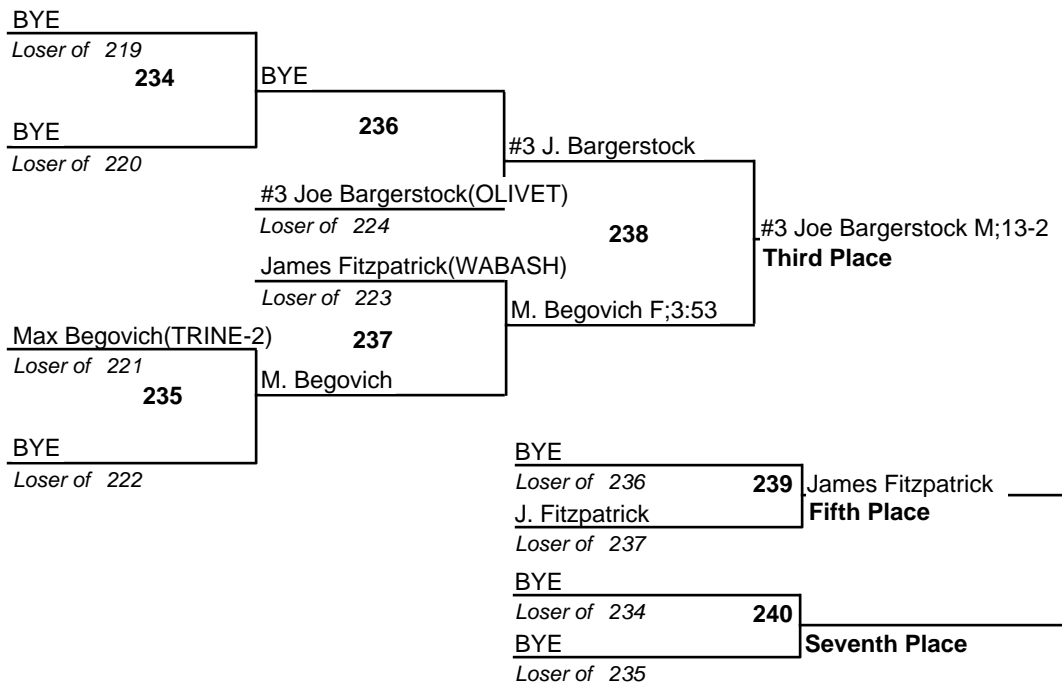 BYE
Loser of 219
234
BYE
BYE
Loser of 220
236
#3 J. Bargerstock
#3 Joe Bargerstock(OLIVET)
Loser of 224
238
#3 Joe Bargerstock M;13-2
Third Place
James Fitzpatrick(WABASH)
Loser of 223
M. Begovich F;3:53
Max Begovich(TRINE-2)
237
Loser of 221
235
M. Begovich
BYE
Loser of 222
BYE
Loser of 236
239
James Fitzpatrick
Fifth Place
J. Fitzpatrick
Loser of 237
BYE
Loser of 234
240
BYE
Seventh Place
Loser of 235